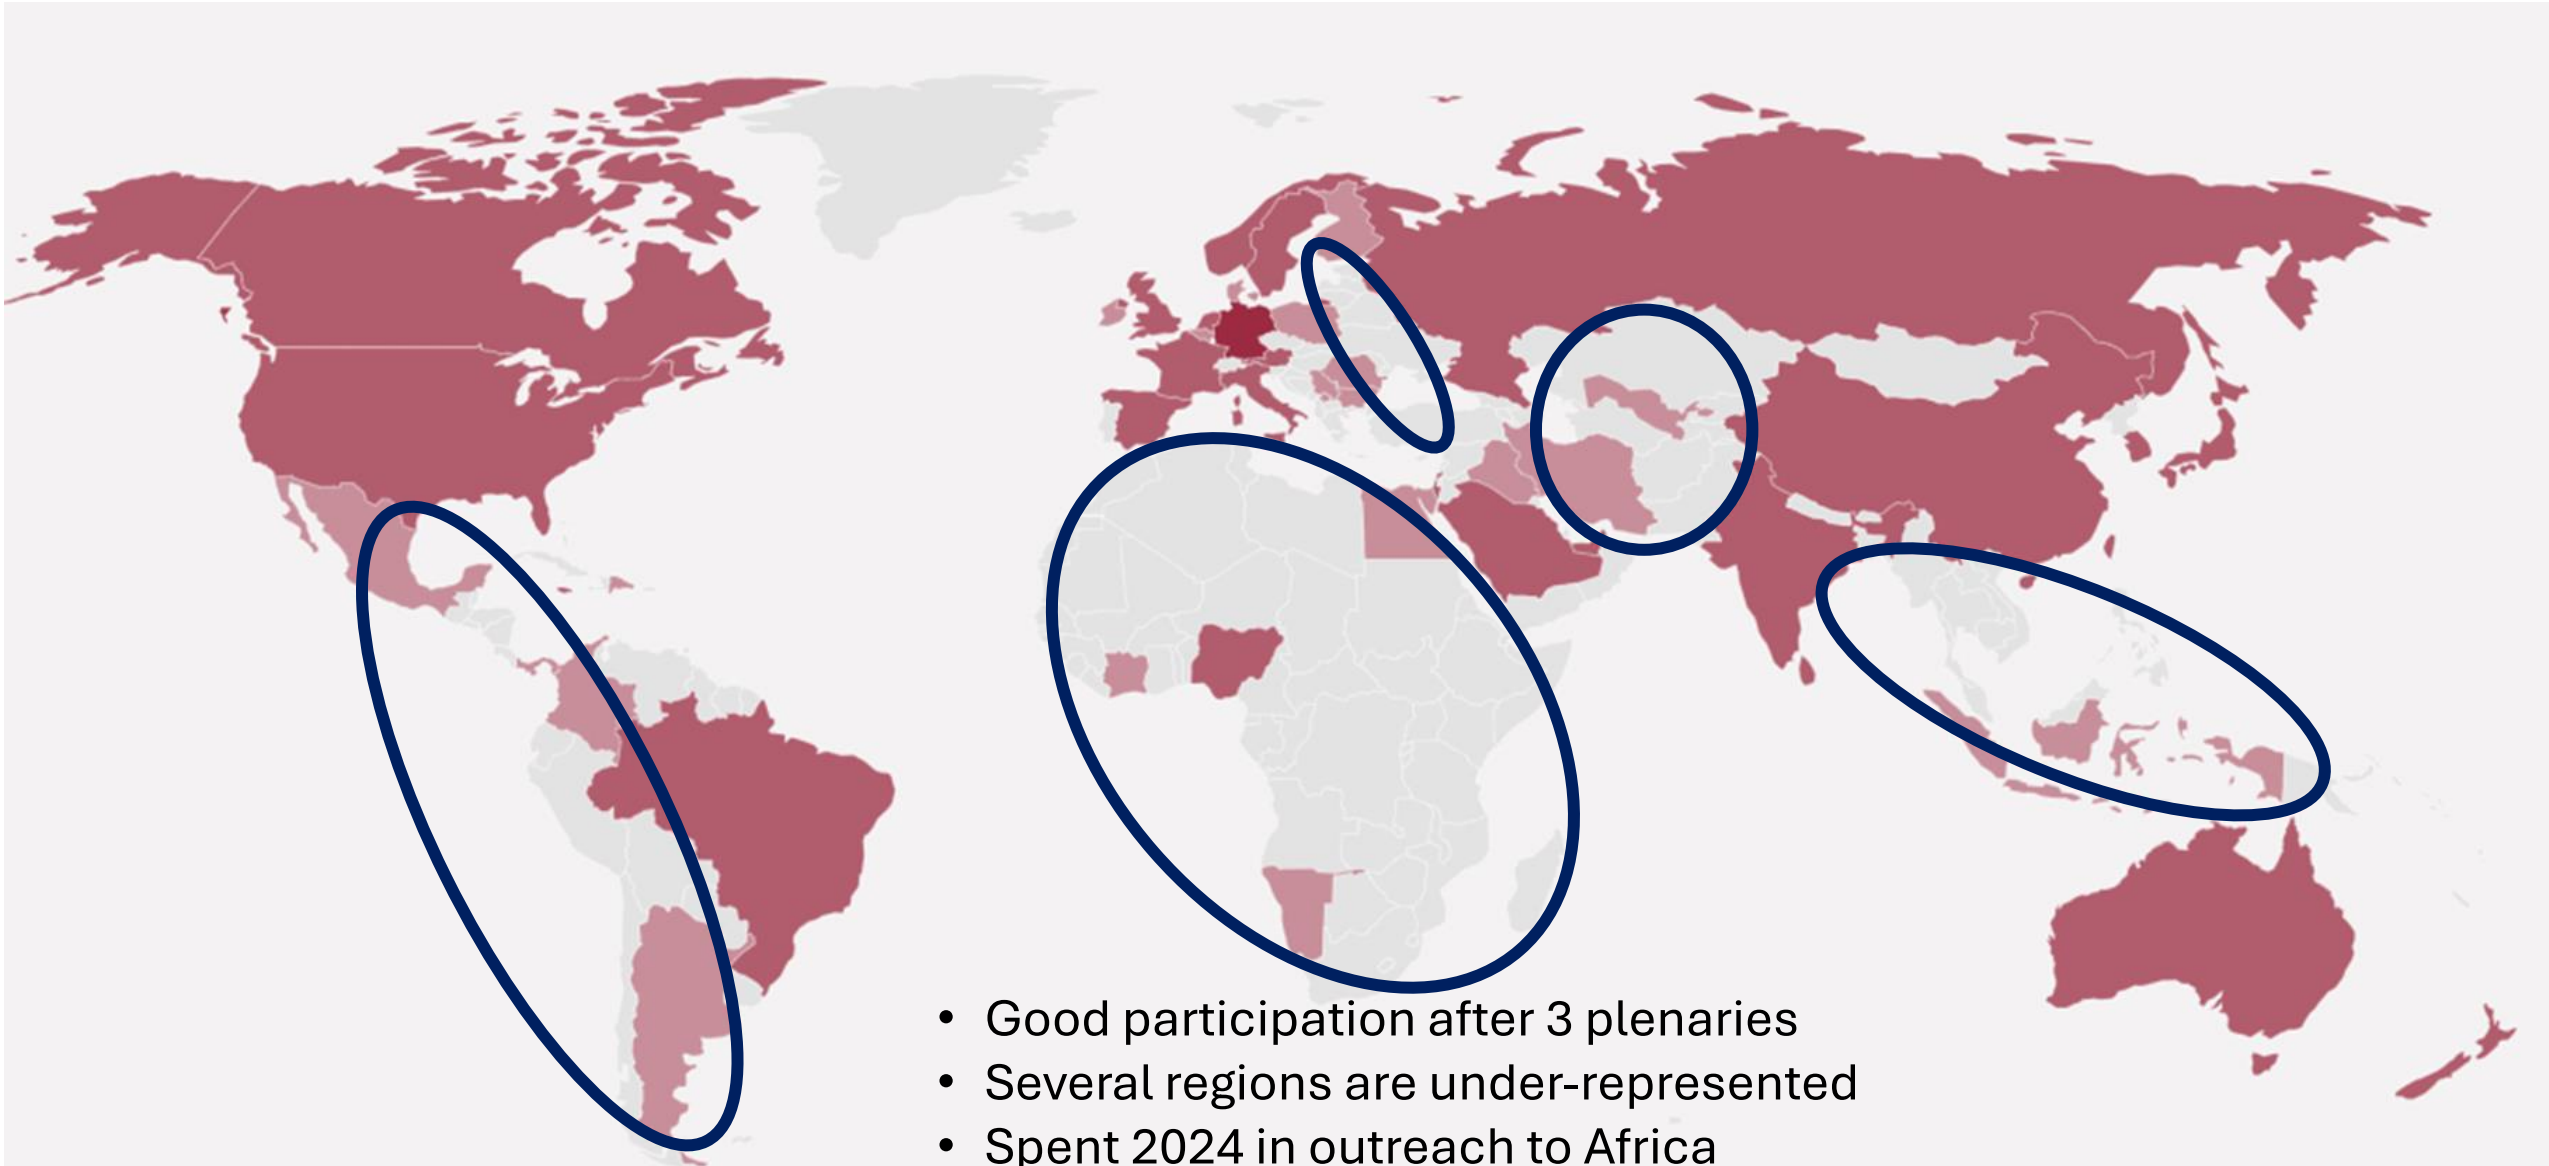 • Good participation after 3 plenaries
• Several regions are under-represented
• Spent 2024 in outreach to Africa